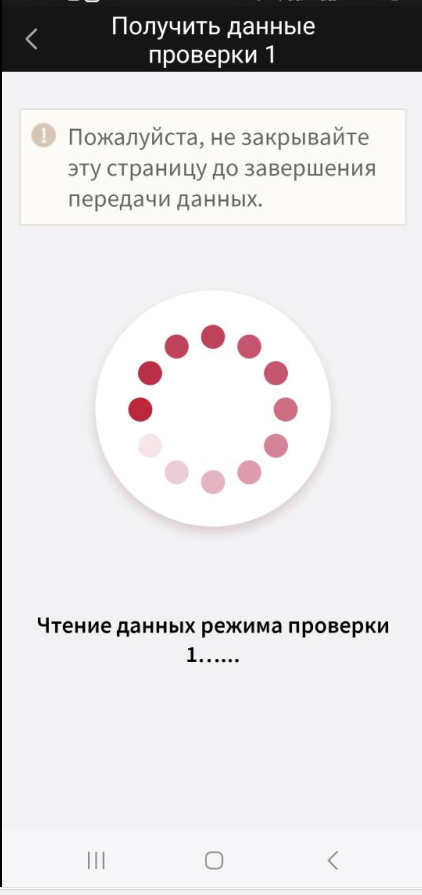 Получить данные
проверки 1
Пожалуйста, не закрывайте
эту страницу до завершения
передачи данных.
Чтение данных режима проверки
1......